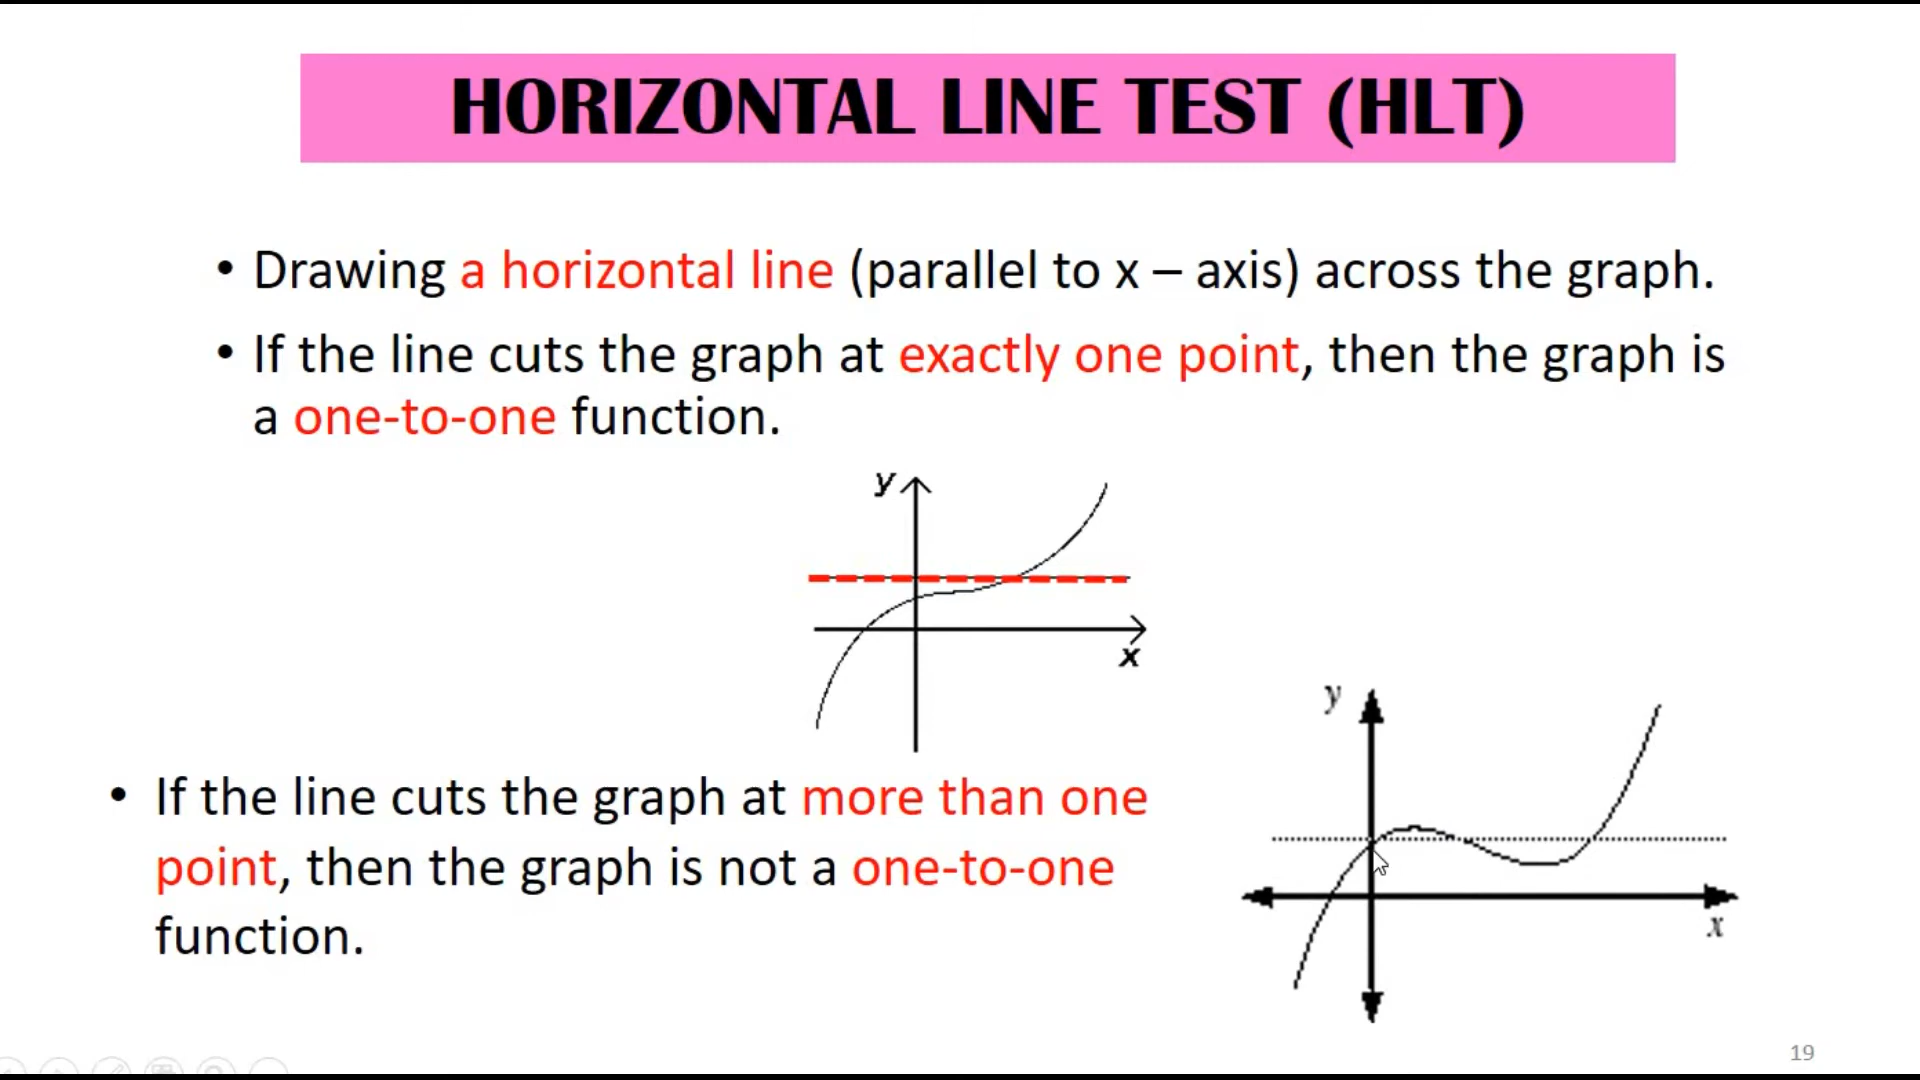 HORIZONTAL LINE TEST (HLT)
• Drawing a horizontal line (parallel to x – axis) across the graph.
• If the line cuts the graph at exactly one point, then the graph is
a one-to-one function.
y
x
y
x
• If the line cuts the graph at more than one
point, then the graph is not a one-to-one
function.
19